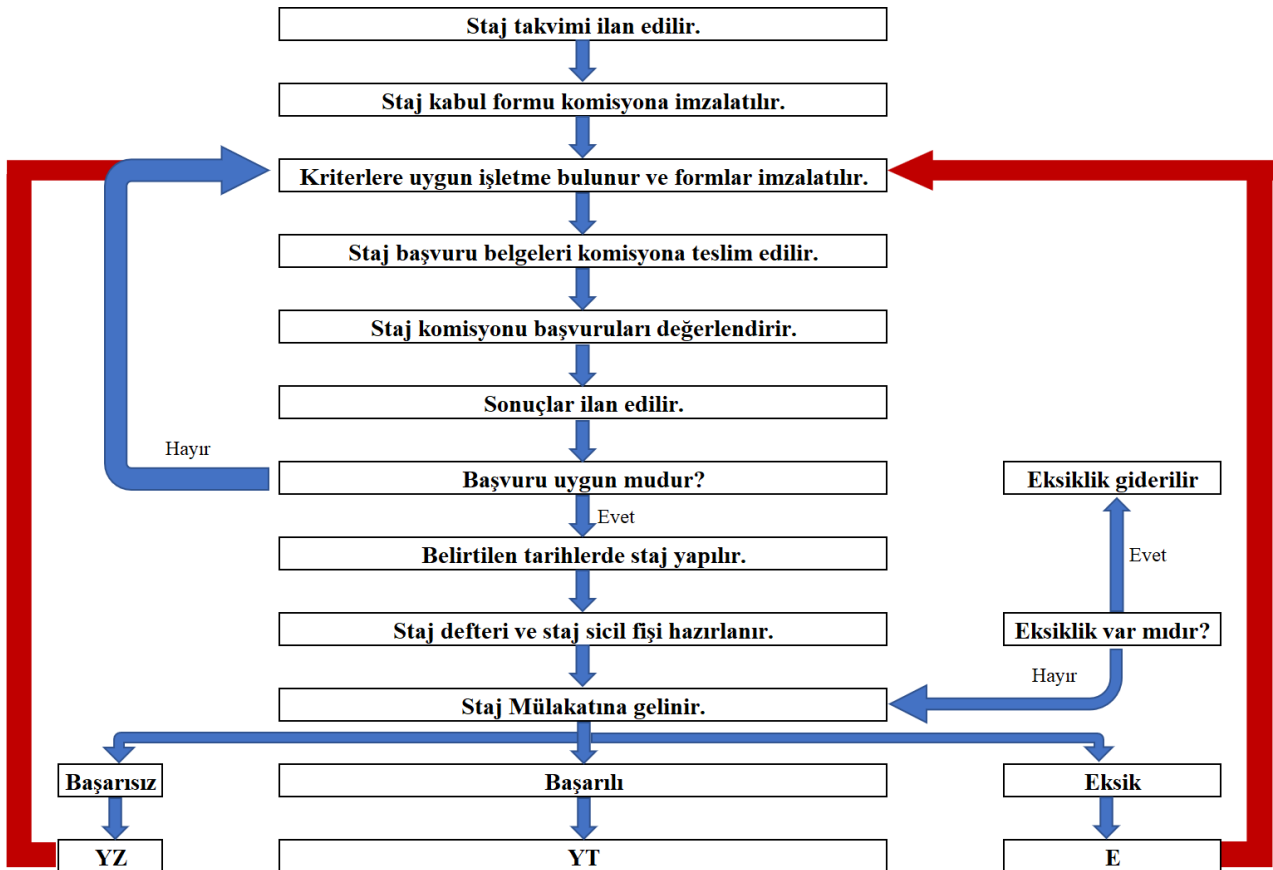 Staj takvimi ilan edilir.
Staj kabul formu komisyona imzalatılır.
Kriterlere uygun işletme bulunur ve formlar imzalatılır.
Staj başvuru belgeleri komisyona teslim edilir.
Staj komisyonu başvuruları değerlendirir.
Sonuçlar ilan edilir.
Hayır
Başvuru uygun mudur?
Eksiklik giderilir
Evet
Belirtilen tarihlerde staj yapılır.
Evet
Staj defteri ve staj sicil fişi hazırlanır.
Eksiklik var mıdır?
Hayır
Staj Mülakatına gelinir.
Başarısız
Başarılı
Eksik
YZ
YT
E